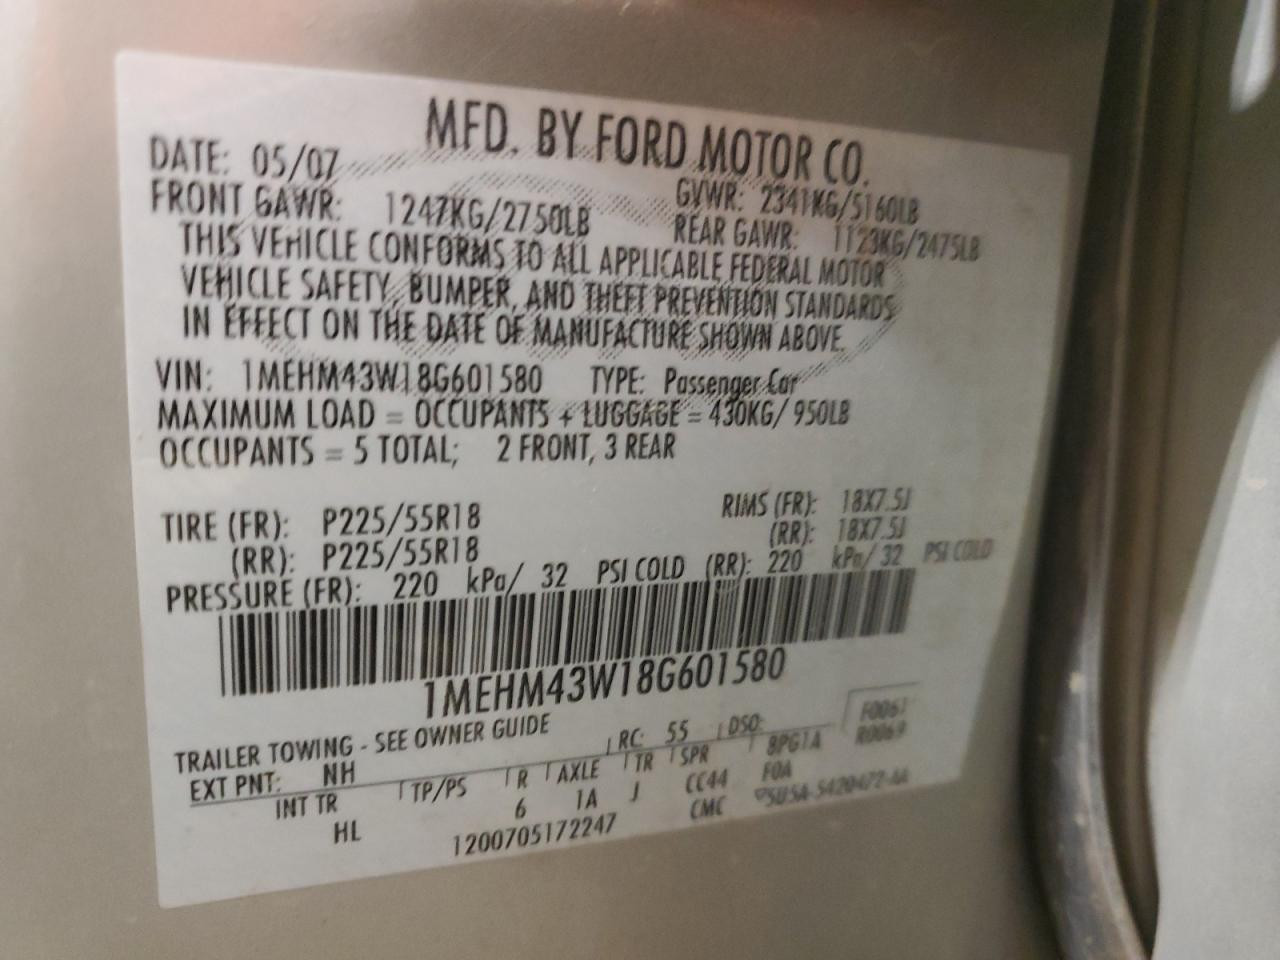 MFD. BY FORD MOTOR CO.
DATE: 05/07
GVWR: 2341KG/5160LB
FRONT GAWR: 1247KG/2750LB
REAR GAWR: 1123KG/2475LB
THIS VEHICLE CONFORMS TO ALL APPLICABLE FEDERAL MOTOR
VEHICLE SAFETY, BUMPER, AND THEFT PREVENTION STANDARDS
IN EFFECT ON THE DATE OF MANUFACTURE SHOWN ABOVE.
VIN: 1MEHM43W18G601580 TYPE: Passenger Car
MAXIMUM LOAD = OCCUPANTS + LUGGAGE = 430KG/ 950LB
OCCUPANTS = 5 TOTAL; 2 FRONT, 3 REAR
TIRE (FR): P225/55R18 RIMS (FR): 18X7.5J
(RR): P225/55R18 (RR): 18X7.5J
PRESSURE (FR): 220 kPa/ 32 PSI COLD (RR): 220 kPa/ 32 PSI COLD
1MEHM43W18G601580
TRAILER TOWING - SEE OWNER GUIDE
F0061
R0069
EXT PNT: NH RC: 55 DSO:
INT TR TP/PS R AXLE TR SPR 8PG1A
HL 6 1A J CC44 FOA
1200705172247 CMC